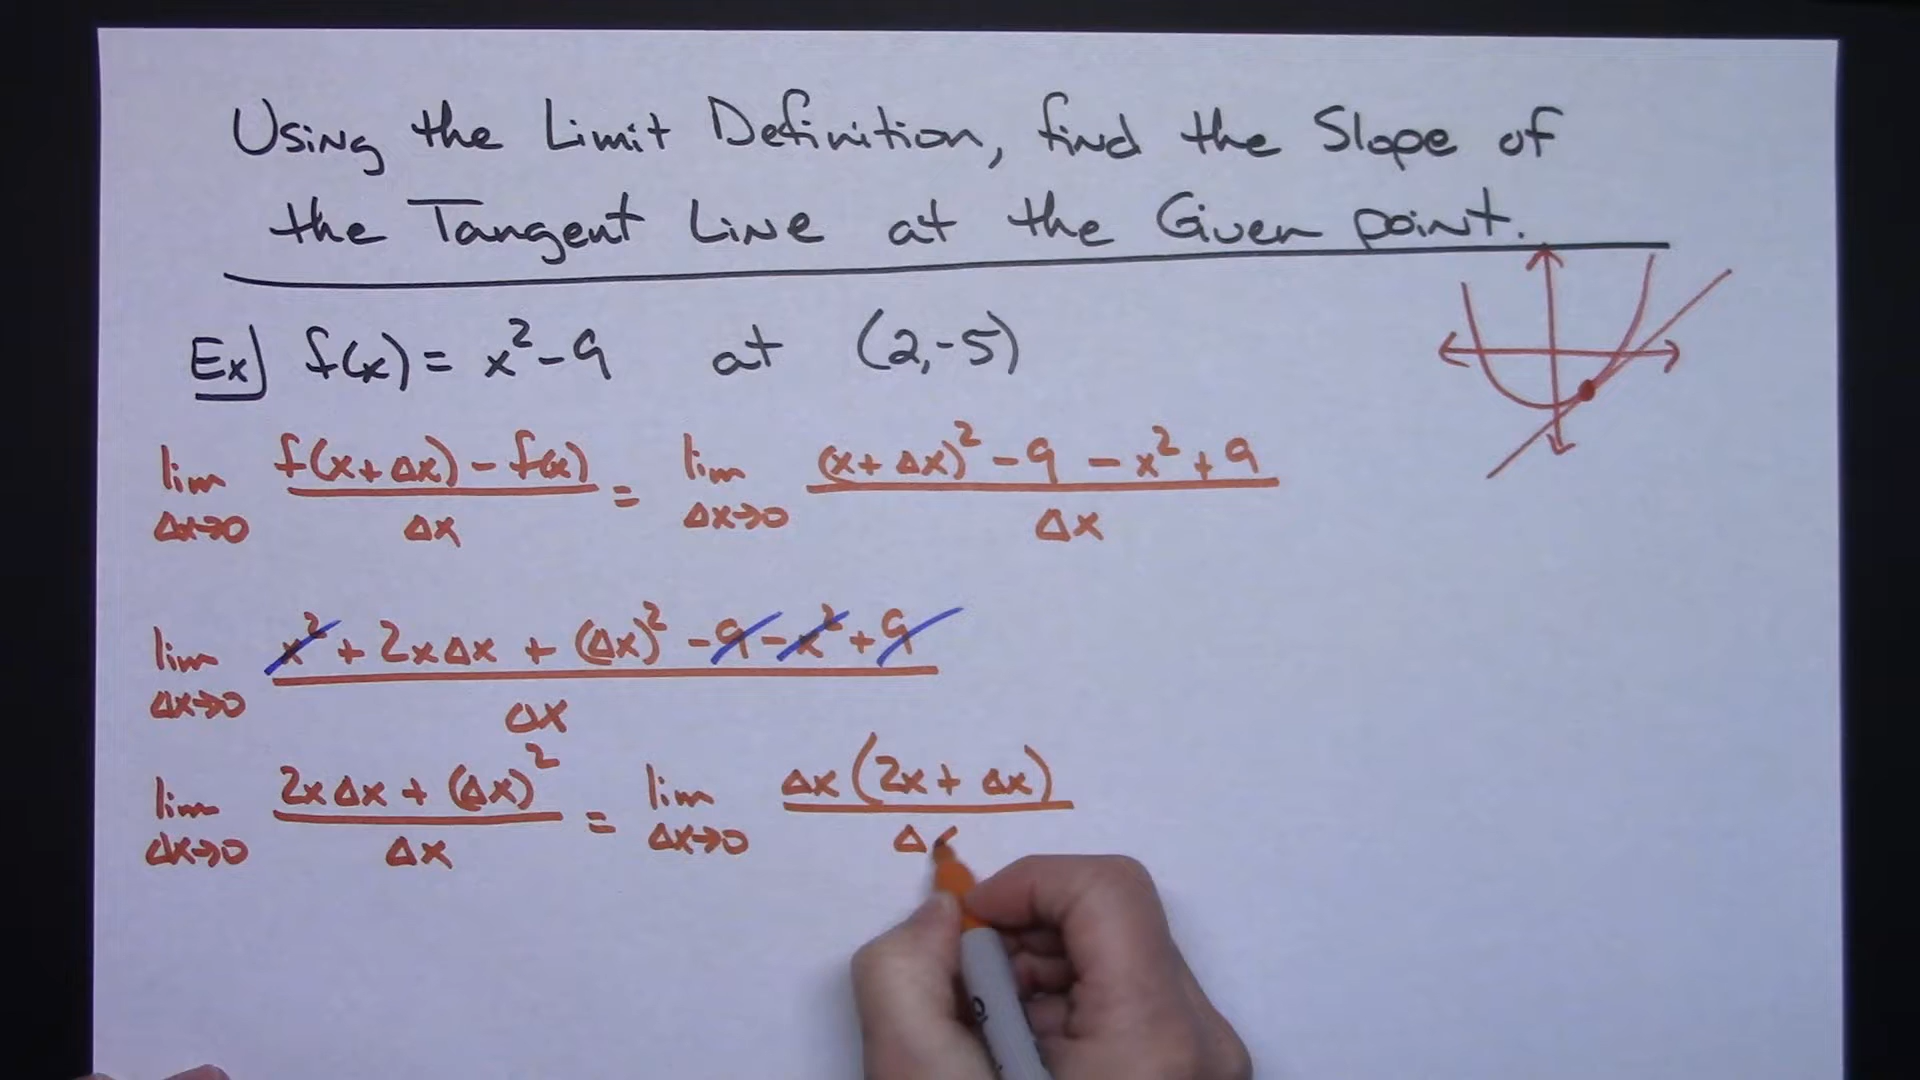 Using the Limit Definition, find the Slope of
the Tangent Line at the Given point.
Ex] f(x) = x² - 9 at (2,-5)
lim Δx→0 f(x+Δx) - f(x) / Δx = lim Δx→0 (x+Δx)² - 9 - x² + 9 / Δx
lim Δx→0 x² + 2xΔx + (Δx)² - 9 - x² + 9 / Δx
lim Δx→0 2xΔx + (Δx)² / Δx = lim Δx→0 Δx(2x + Δx) / Δ